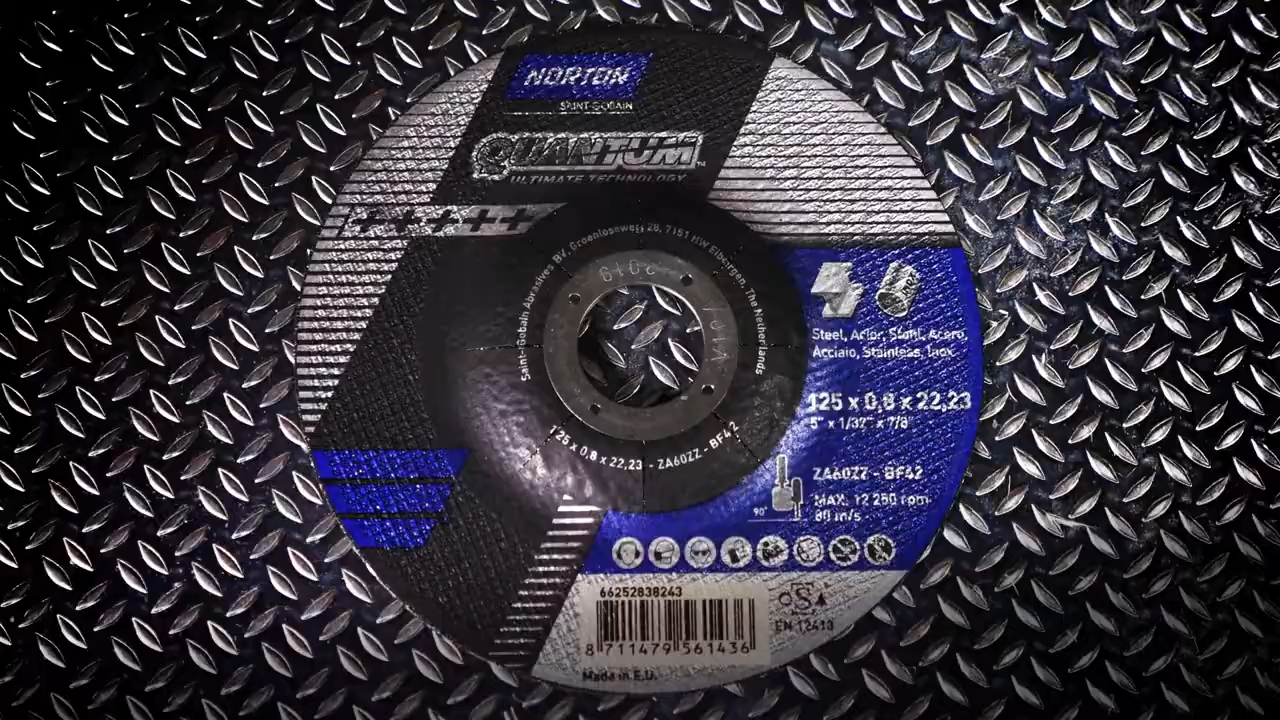 NORTON
SAINT-GOBAIN
QUANTUM
ULTIMATE TECHNOLOGY
Saint-Gobain Abrasives BV, Groenloseweg 28, 7151 HW Eibergen, The Netherlands
2019
125 x 0,8 x 22,23 - ZA60ZZ - BF42
Steel, Acier, Stahl, Acero,
Acciaio, Stainless, Inox
125 x 0,8 x 22,23
5" x 1/32" x 7/8"
ZA60ZZ - BF42
MAX. 12 250 rpm
80 m/s
90°
66252838243
8 711479 561436
EN 12413
Made in E.U.